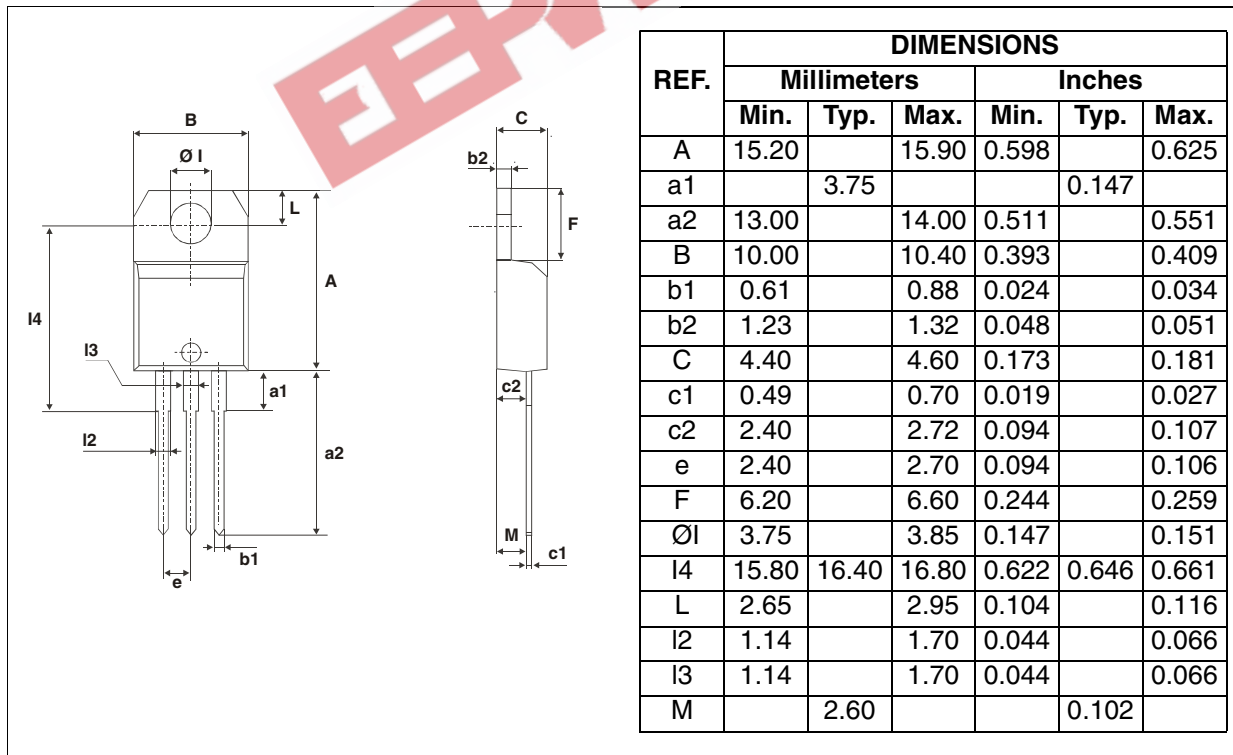 B
Ø I
L
A
I4
I3
a1
I2
a2
b1
e
C
b2
F
c2
M
c1
DIMENSIONS
REF. Millimeters Inches
Min. Typ. Max. Min. Typ. Max.
A 15.20 15.90 0.598 0.625
a1 3.75 0.147
a2 13.00 14.00 0.511 0.551
B 10.00 10.40 0.393 0.409
b1 0.61 0.88 0.024 0.034
b2 1.23 1.32 0.048 0.051
C 4.40 4.60 0.173 0.181
c1 0.49 0.70 0.019 0.027
c2 2.40 2.72 0.094 0.107
e 2.40 2.70 0.094 0.106
F 6.20 6.60 0.244 0.259
ØI 3.75 3.85 0.147 0.151
I4 15.80 16.40 16.80 0.622 0.646 0.661
L 2.65 2.95 0.104 0.116
I2 1.14 1.70 0.044 0.066
I3 1.14 1.70 0.044 0.066
M 2.60 0.102